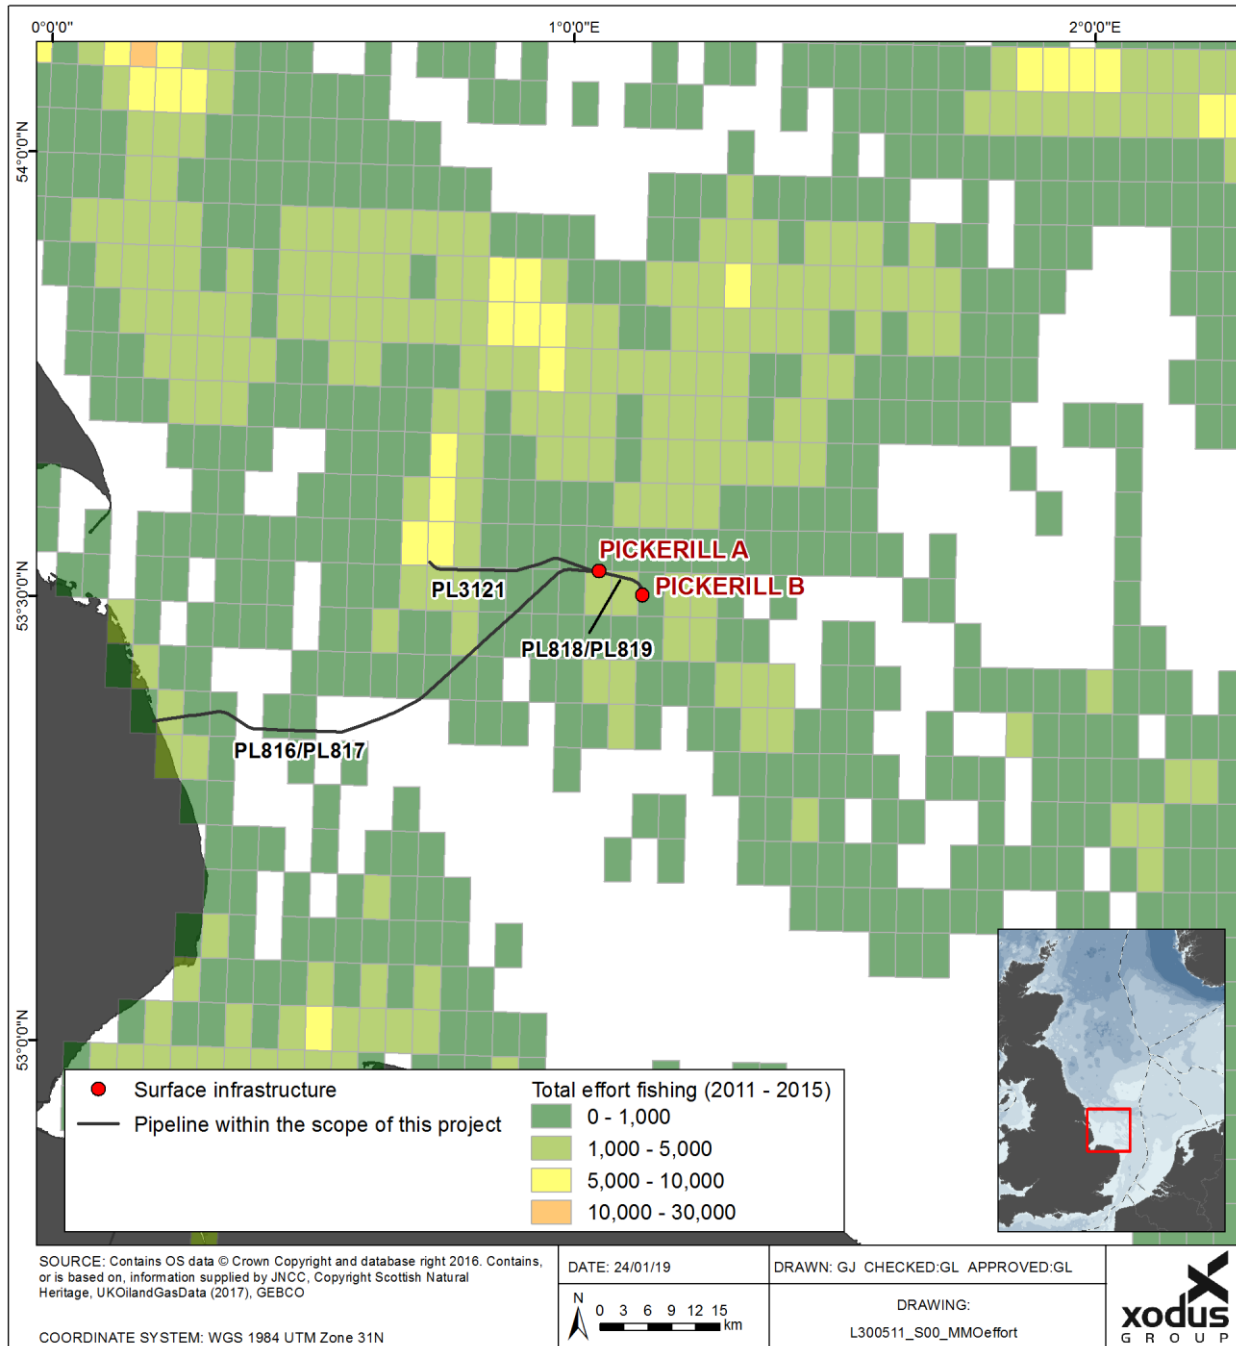 0°0'0"
1°0'0"E
2°0'0"E
54°0'0"N
53°30'0"N
53°0'0"N
PICKERILL A
PICKERILL B
PL3121
PL818/PL819
PL816/PL817
Surface infrastructure
Pipeline within the scope of this project
Total effort fishing (2011 - 2015)
0 - 1,000
1,000 - 5,000
5,000 - 10,000
10,000 - 30,000
SOURCE: Contains OS data © Crown Copyright and database right 2016. Contains,
or is based on, information supplied by JNCC, Copyright Scottish Natural
Heritage, UKOilandGasData (2017), GEBCO
COORDINATE SYSTEM: WGS 1984 UTM Zone 31N
DATE: 24/01/19
N
0 3 6 9 12 15
km
DRAWN: GJ CHECKED:GL APPROVED:GL
DRAWING:
L300511_S00_MMOeffort
xodus
GROUP